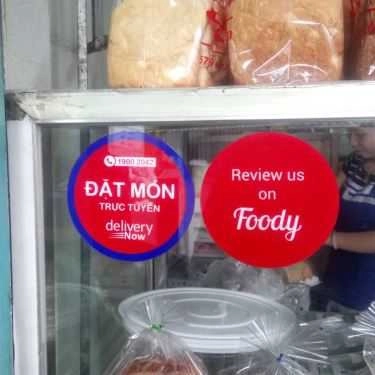 1900 2042
ĐẶT MÓN
TRỰC TUYẾN
delivery
Now
Review us
on
Foody